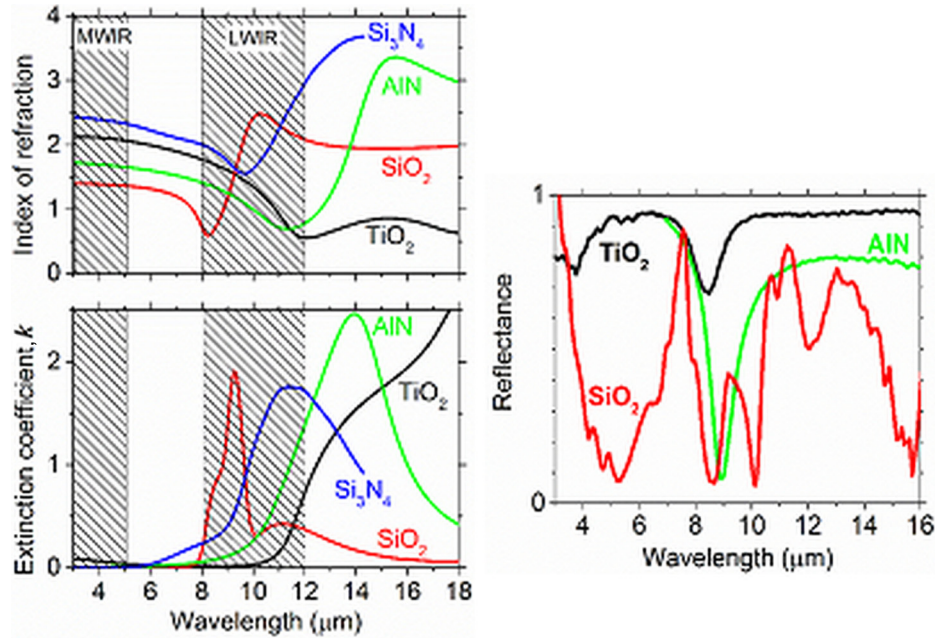 4
MWIR
LWIR
Si₃N₄
3
AlN
2
SiO₂
1
TiO₂
0
Index of refraction
AlN
2
TiO₂
1
Si₃N₄
SiO₂
0
Extinction coefficient, k
4 6 8 10 12 14 16 18
Wavelength (μm)
1
TiO₂
AlN
SiO₂
0
Reflectance
4 6 8 10 12 14 16
Wavelength (μm)